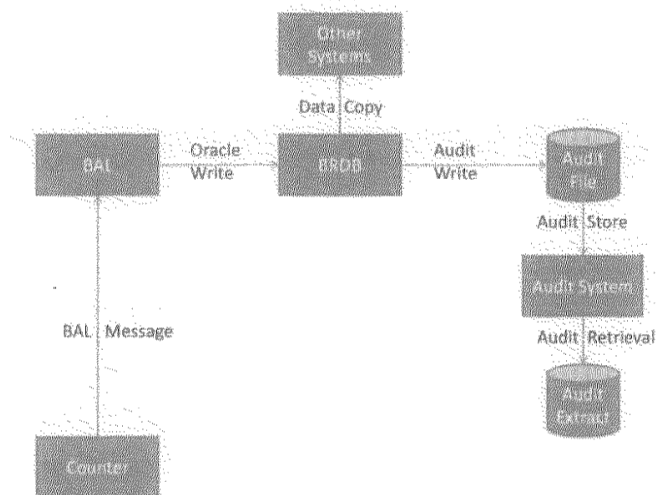 Other
Systems
Data Copy
BAL
Oracle
Write
BRDB
Audit
Write
Audit
File
Audit Store
Audit System
BAL Message
Audit Retrieval
Audit
Extract
Counter